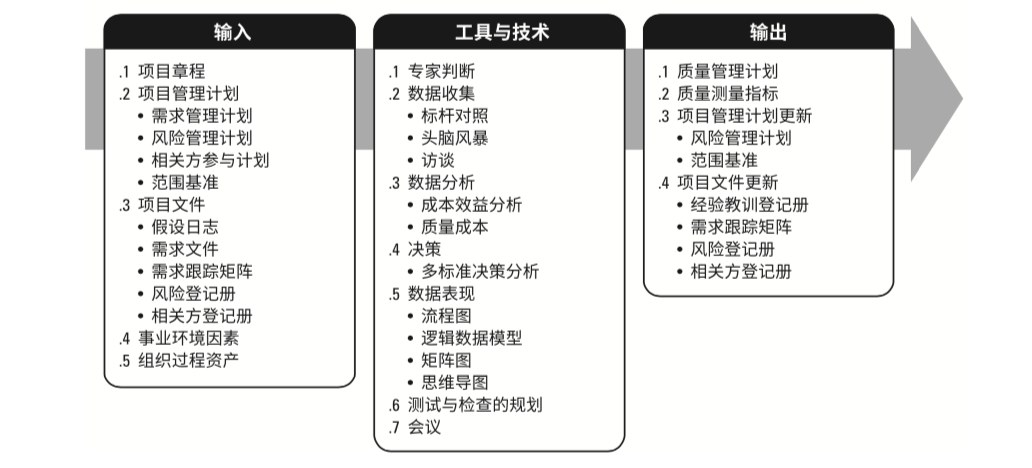 输入
.1 项目章程
.2 项目管理计划
• 需求管理计划
• 风险管理计划
• 相关方参与计划
• 范围基准
.3 项目文件
• 假设日志
• 需求文件
• 需求跟踪矩阵
• 风险登记册
• 相关方登记册
.4 事业环境因素
.5 组织过程资产
工具与技术
.1 专家判断
.2 数据收集
• 标杆对照
• 头脑风暴
• 访谈
.3 数据分析
• 成本效益分析
• 质量成本
.4 决策
• 多标准决策分析
.5 数据表现
• 流程图
• 逻辑数据模型
• 矩阵图
• 思维导图
.6 测试与检查的规划
.7 会议
输出
.1 质量管理计划
.2 质量测量指标
.3 项目管理计划更新
• 风险管理计划
• 范围基准
.4 项目文件更新
• 经验教训登记册
• 需求跟踪矩阵
• 风险登记册
• 相关方登记册